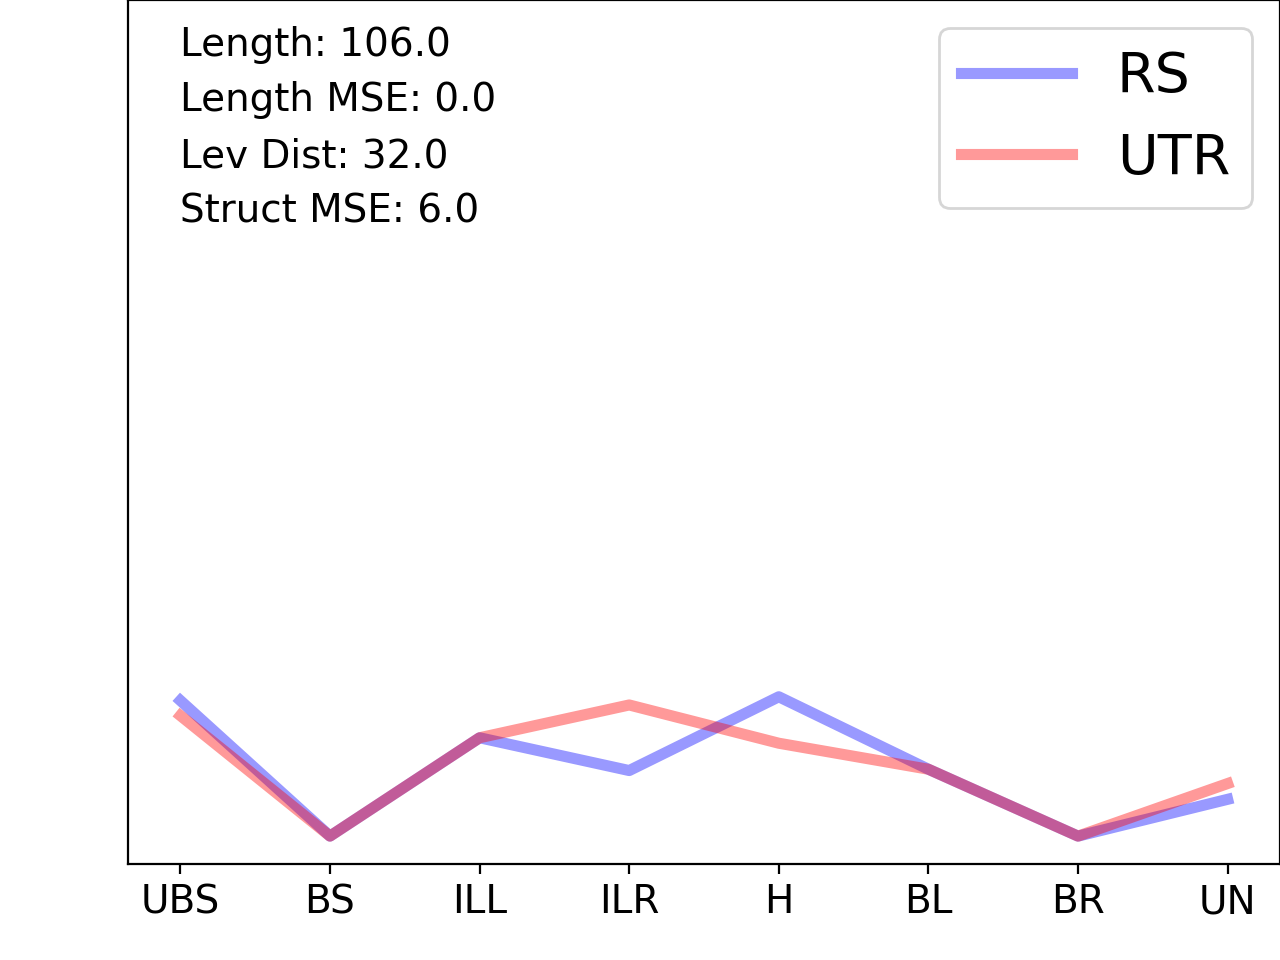 Length: 106.0
Length MSE: 0.0
Lev Dist: 32.0
Struct MSE: 6.0
RS
UTR
UBS BS ILL ILR H BL BR UN